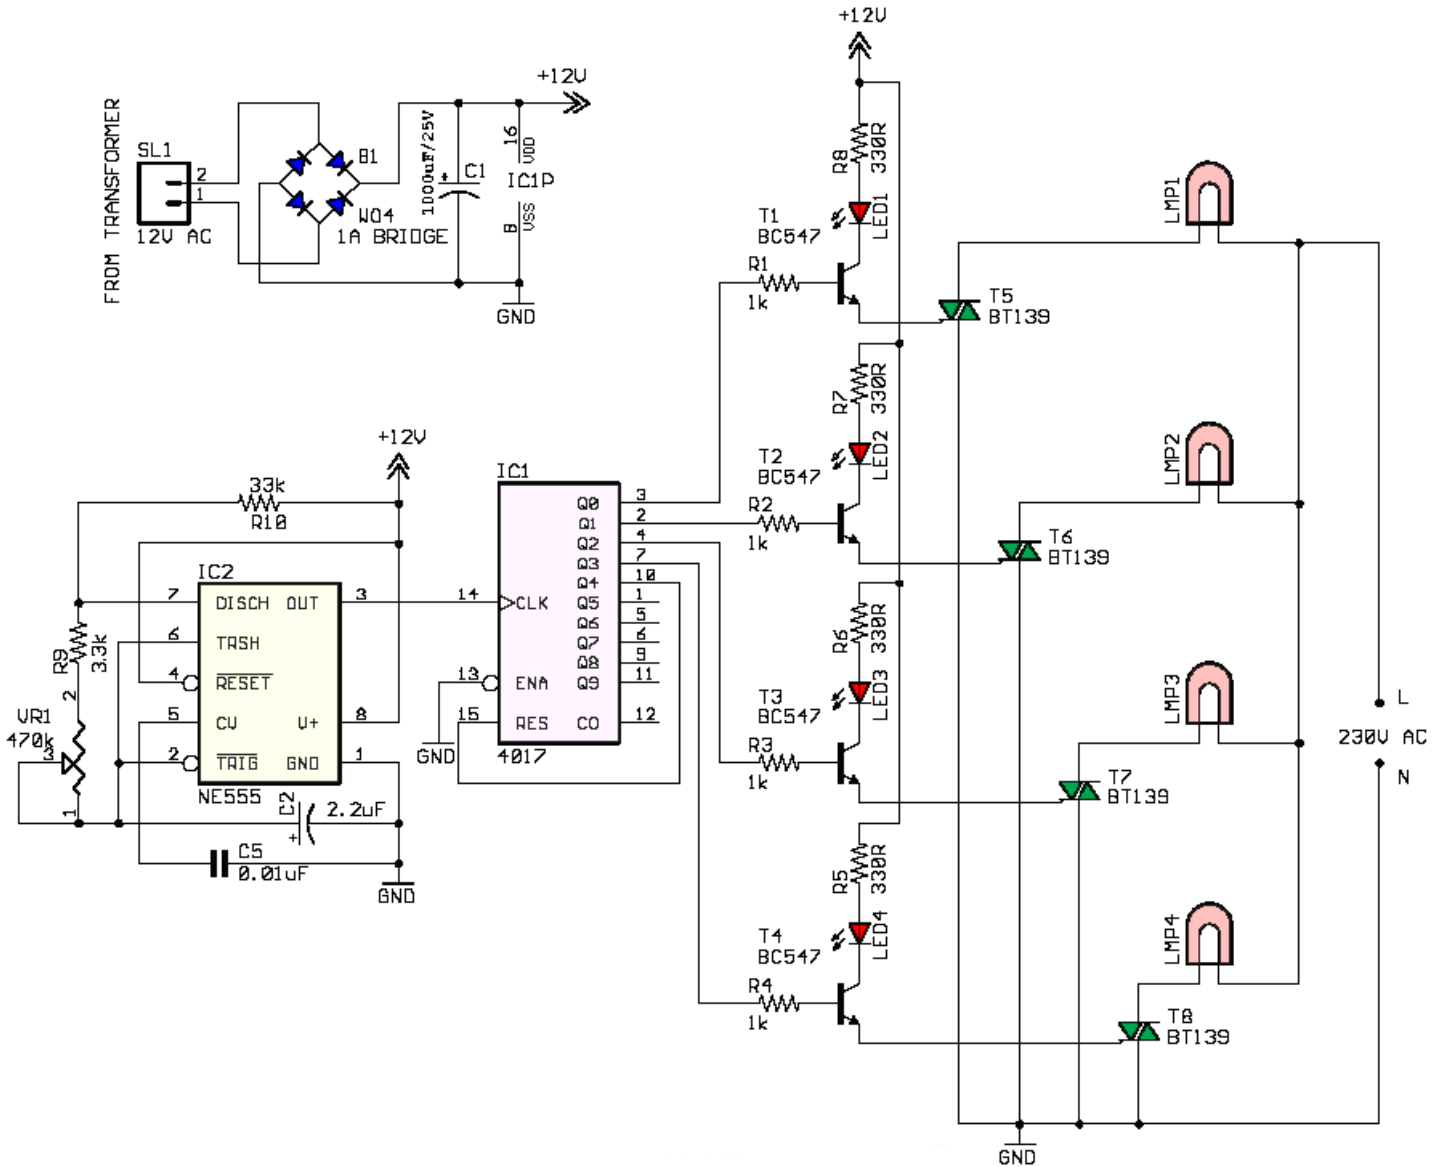 +12V
+12V
FROM TRANSFORMER
SL1
2
1
12V AC
B1
W04
1A BRIDGE
1000uF/25V
+
C1
16
VDD
IC1P
VSS
8
GND
R8
330R
LED1
T1
BC547
R1
1k
T5
BT139
LMP1
R7
330R
LED2
T2
BC547
R2
1k
T6
BT139
LMP2
+12V
33k
R10
IC2
7
DISCH
OUT
3
6
TRSH
4
RESET
5
CV
V+
8
2
TRIG
GND
1
NE555
R9
3.3k
2
VR1
470k
3
1
C2
+
2.2uF
C5
0.01uF
GND
IC1
Q0
3
Q1
2
Q2
4
Q3
7
Q4
10
14
CLK
Q5
1
Q6
5
Q7
6
Q8
9
13
ENA
Q9
11
15
RES
CO
12
GND
4017
R6
330R
LED3
T3
BC547
R3
1k
T7
BT139
LMP3
L
230V AC
N
R5
330R
LED4
T4
BC547
R4
1k
T8
BT139
LMP4
GND